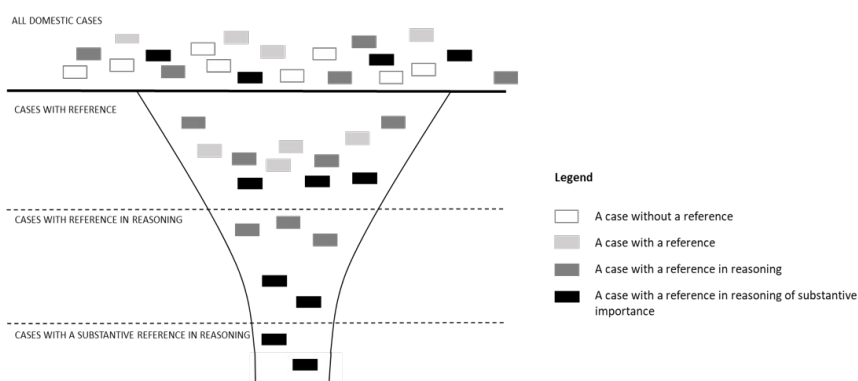 ALL DOMESTIC CASES
CASES WITH REFERENCE
CASES WITH REFERENCE IN REASONING
CASES WITH A SUBSTANTIVE REFERENCE IN REASONING
Legend
A case without a reference
A case with a reference
A case with a reference in reasoning
A case with a reference in reasoning of substantive
importance